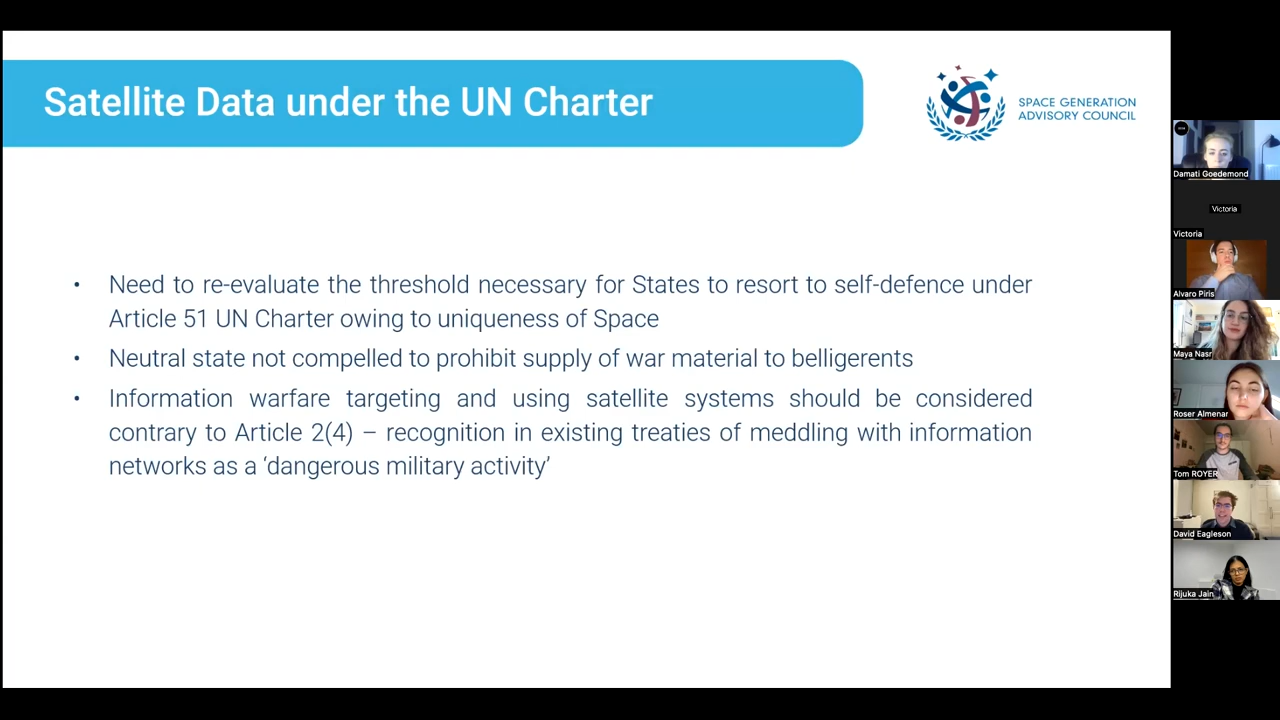 Satellite Data under the UN Charter
SPACE GENERATION
ADVISORY COUNCIL
• Need to re-evaluate the threshold necessary for States to resort to self-defence under
Article 51 UN Charter owing to uniqueness of Space
• Neutral state not compelled to prohibit supply of war material to belligerents
• Information warfare targeting and using satellite systems should be considered
contrary to Article 2(4) – recognition in existing treaties of meddling with information
networks as a ‘dangerous military activity’
Damati Goedemond
Victoria
Victoria
Alvaro Piris
Maya Nasr
Roser Almenar
Tom ROYER
David Eagleson
Rijuka Jain